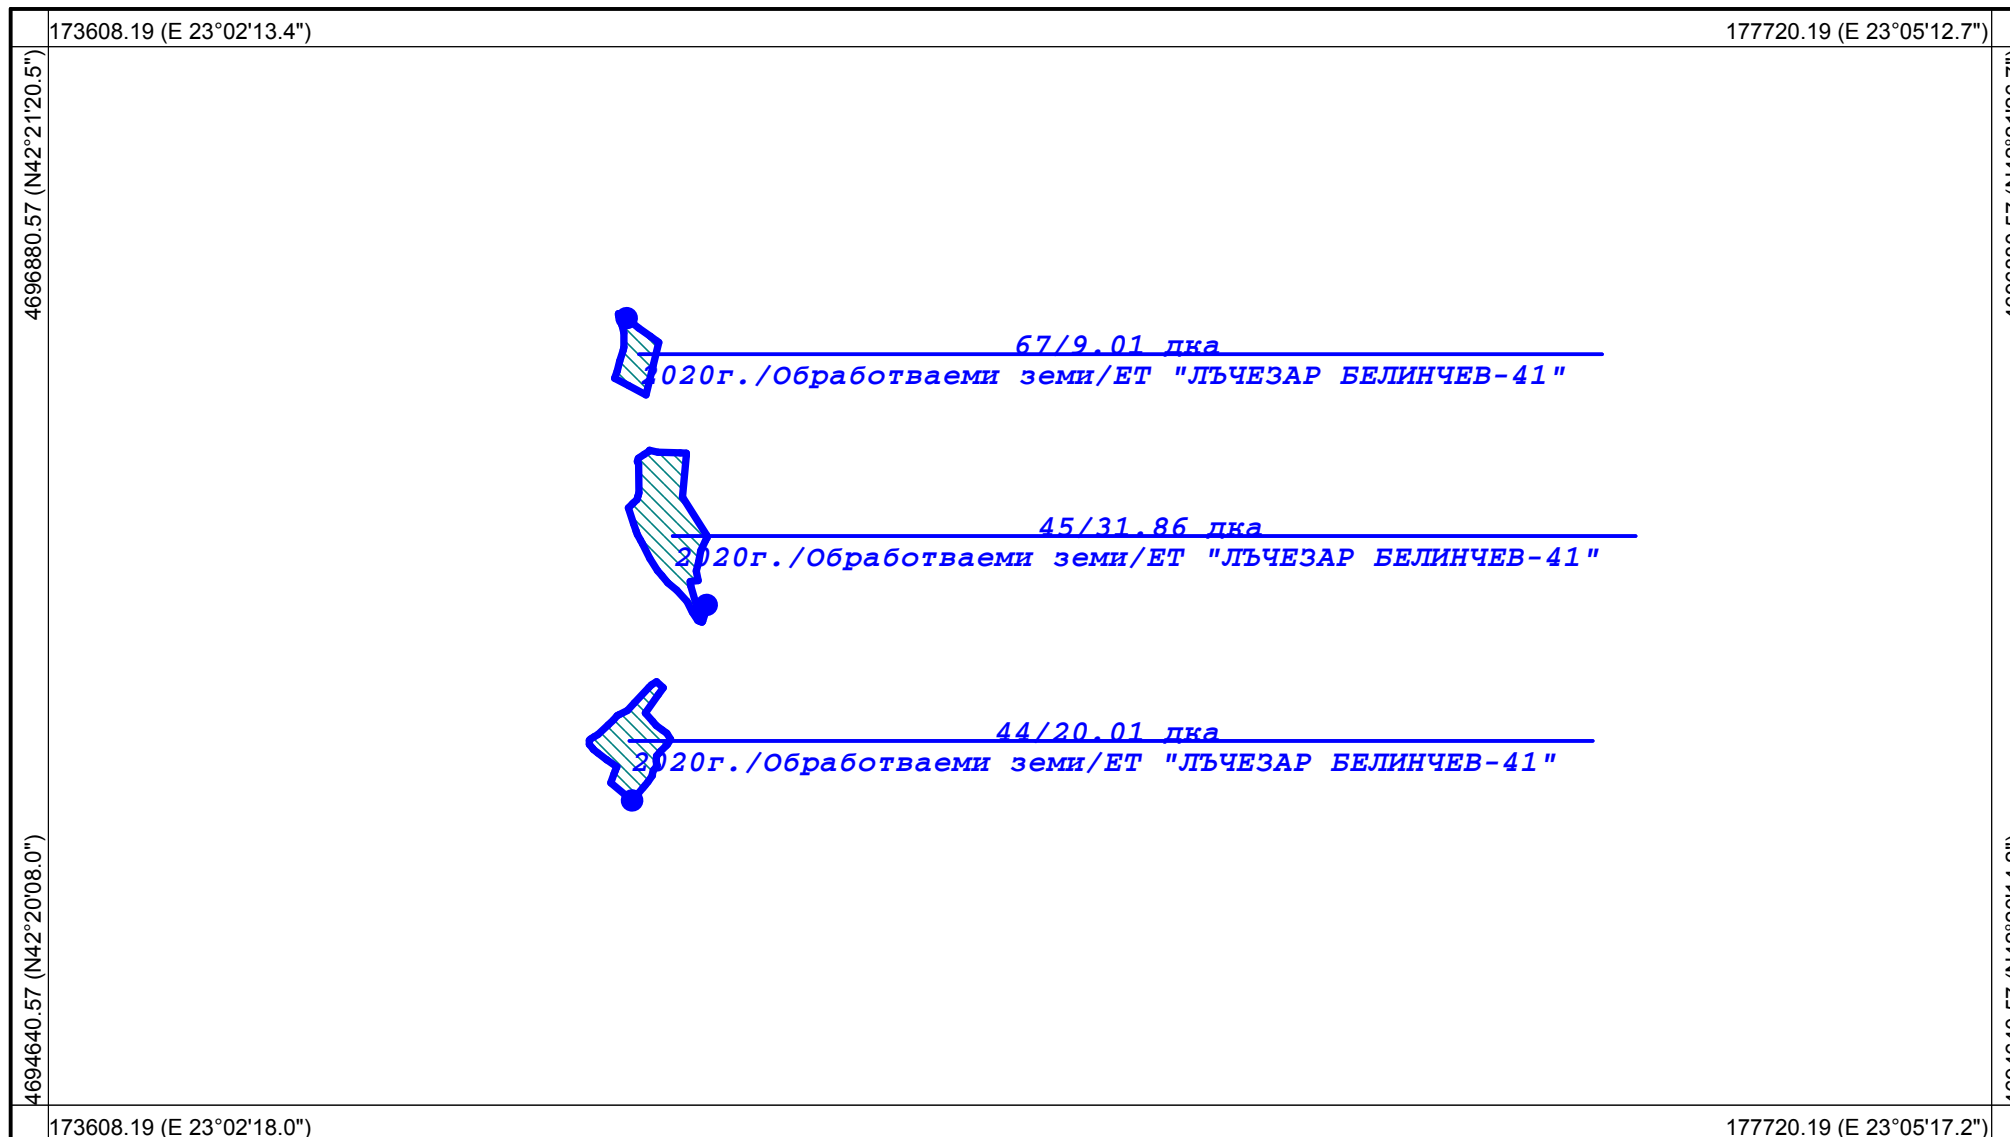 173608.19 (E 23°02'13.4")
177720.19 (E 23°05'12.7")
4696880.57 (N42°21'20.5")
67/9.01 дка
2020г./Обработваеми земи/ЕТ "ЛЪЧЕЗАР БЕЛИНЧЕВ-41"
45/31.86 дка
2020г./Обработваеми земи/ЕТ "ЛЪЧЕЗАР БЕЛИНЧЕВ-41"
44/20.01 дка
2020г./Обработваеми земи/ЕТ "ЛЪЧЕЗАР БЕЛИНЧЕВ-41"
4694640.57 (N42°20'08.0")
173608.19 (E 23°02'18.0")
177720.19 (E 23°05'17.2")